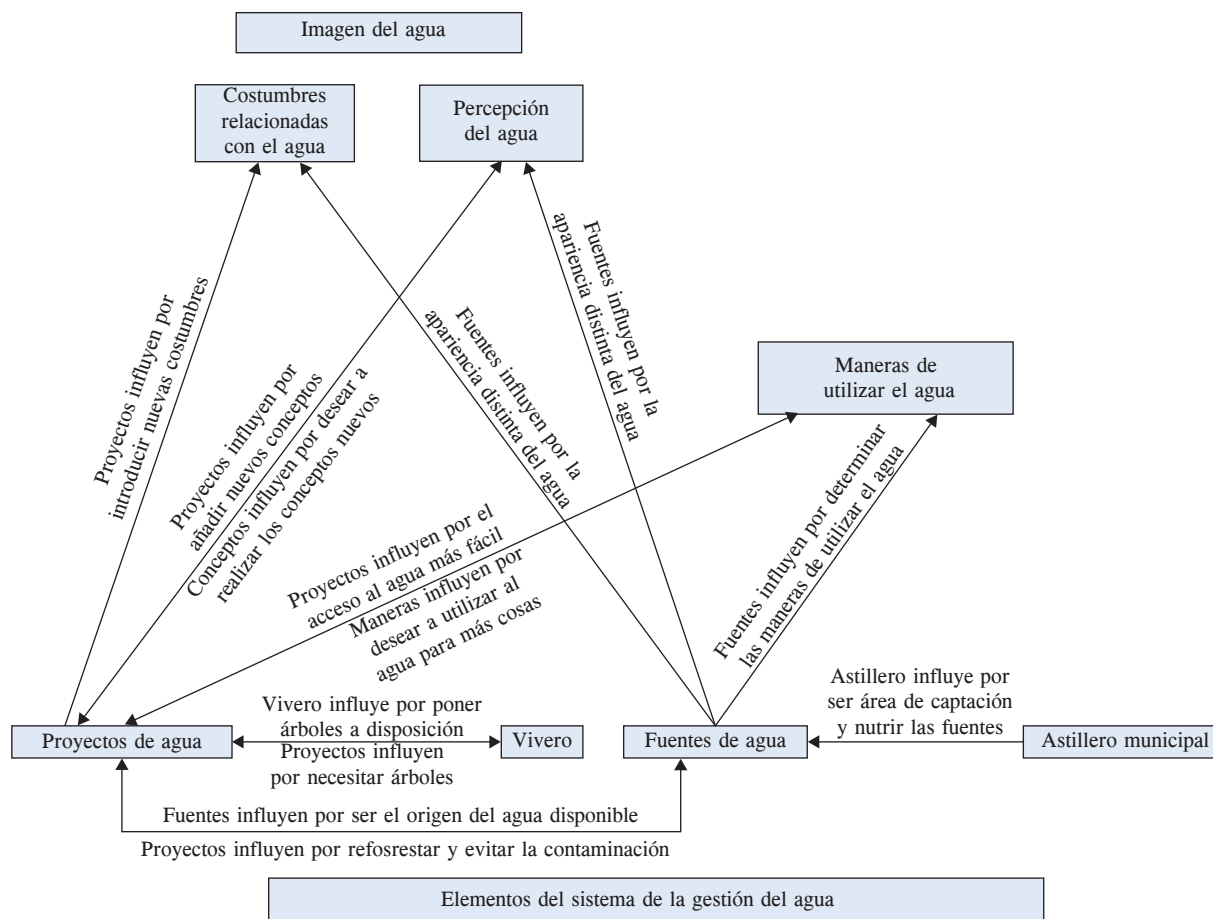 Imagen del agua
Costumbres
relacionadas
con el agua
Percepción
del agua
Proyectos influyen por
introducir nuevas costumbres
Proyectos influyen por
añadir nuevos conceptos
Conceptos influyen por desear a
realizar los conceptos nuevos
Fuentes influyen por la
apariencia distinta del agua
Fuentes influyen por la
apariencia distinta del agua
Maneras de
utilizar el agua
Proyectos influyen por el
acceso al agua más fácil
Maneras influyen por
desear a utilizar al
agua para más cosas
Fuentes influyen por determinar
las maneras de utilizar el agua
Astillero influye por
ser área de captación
y nutrir las fuentes
Vivero influye por poner
árboles a disposición
Proyectos de agua
Vivero
Fuentes de agua
Astillero municipal
Proyectos influyen
por necesitar árboles
Fuentes influyen por ser el origen del agua disponible
Proyectos influyen por refosrestar y evitar la contaminación
Elementos del sistema de la gestión del agua